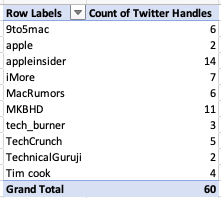 Row Labels Count of Twitter Handles
9to5mac 6
apple 2
appleinsider 14
iMore 7
MacRumors 6
MKBHD 11
tech_burner 3
TechCrunch 5
TechnicalGuruji 2
Tim cook 4
Grand Total 60